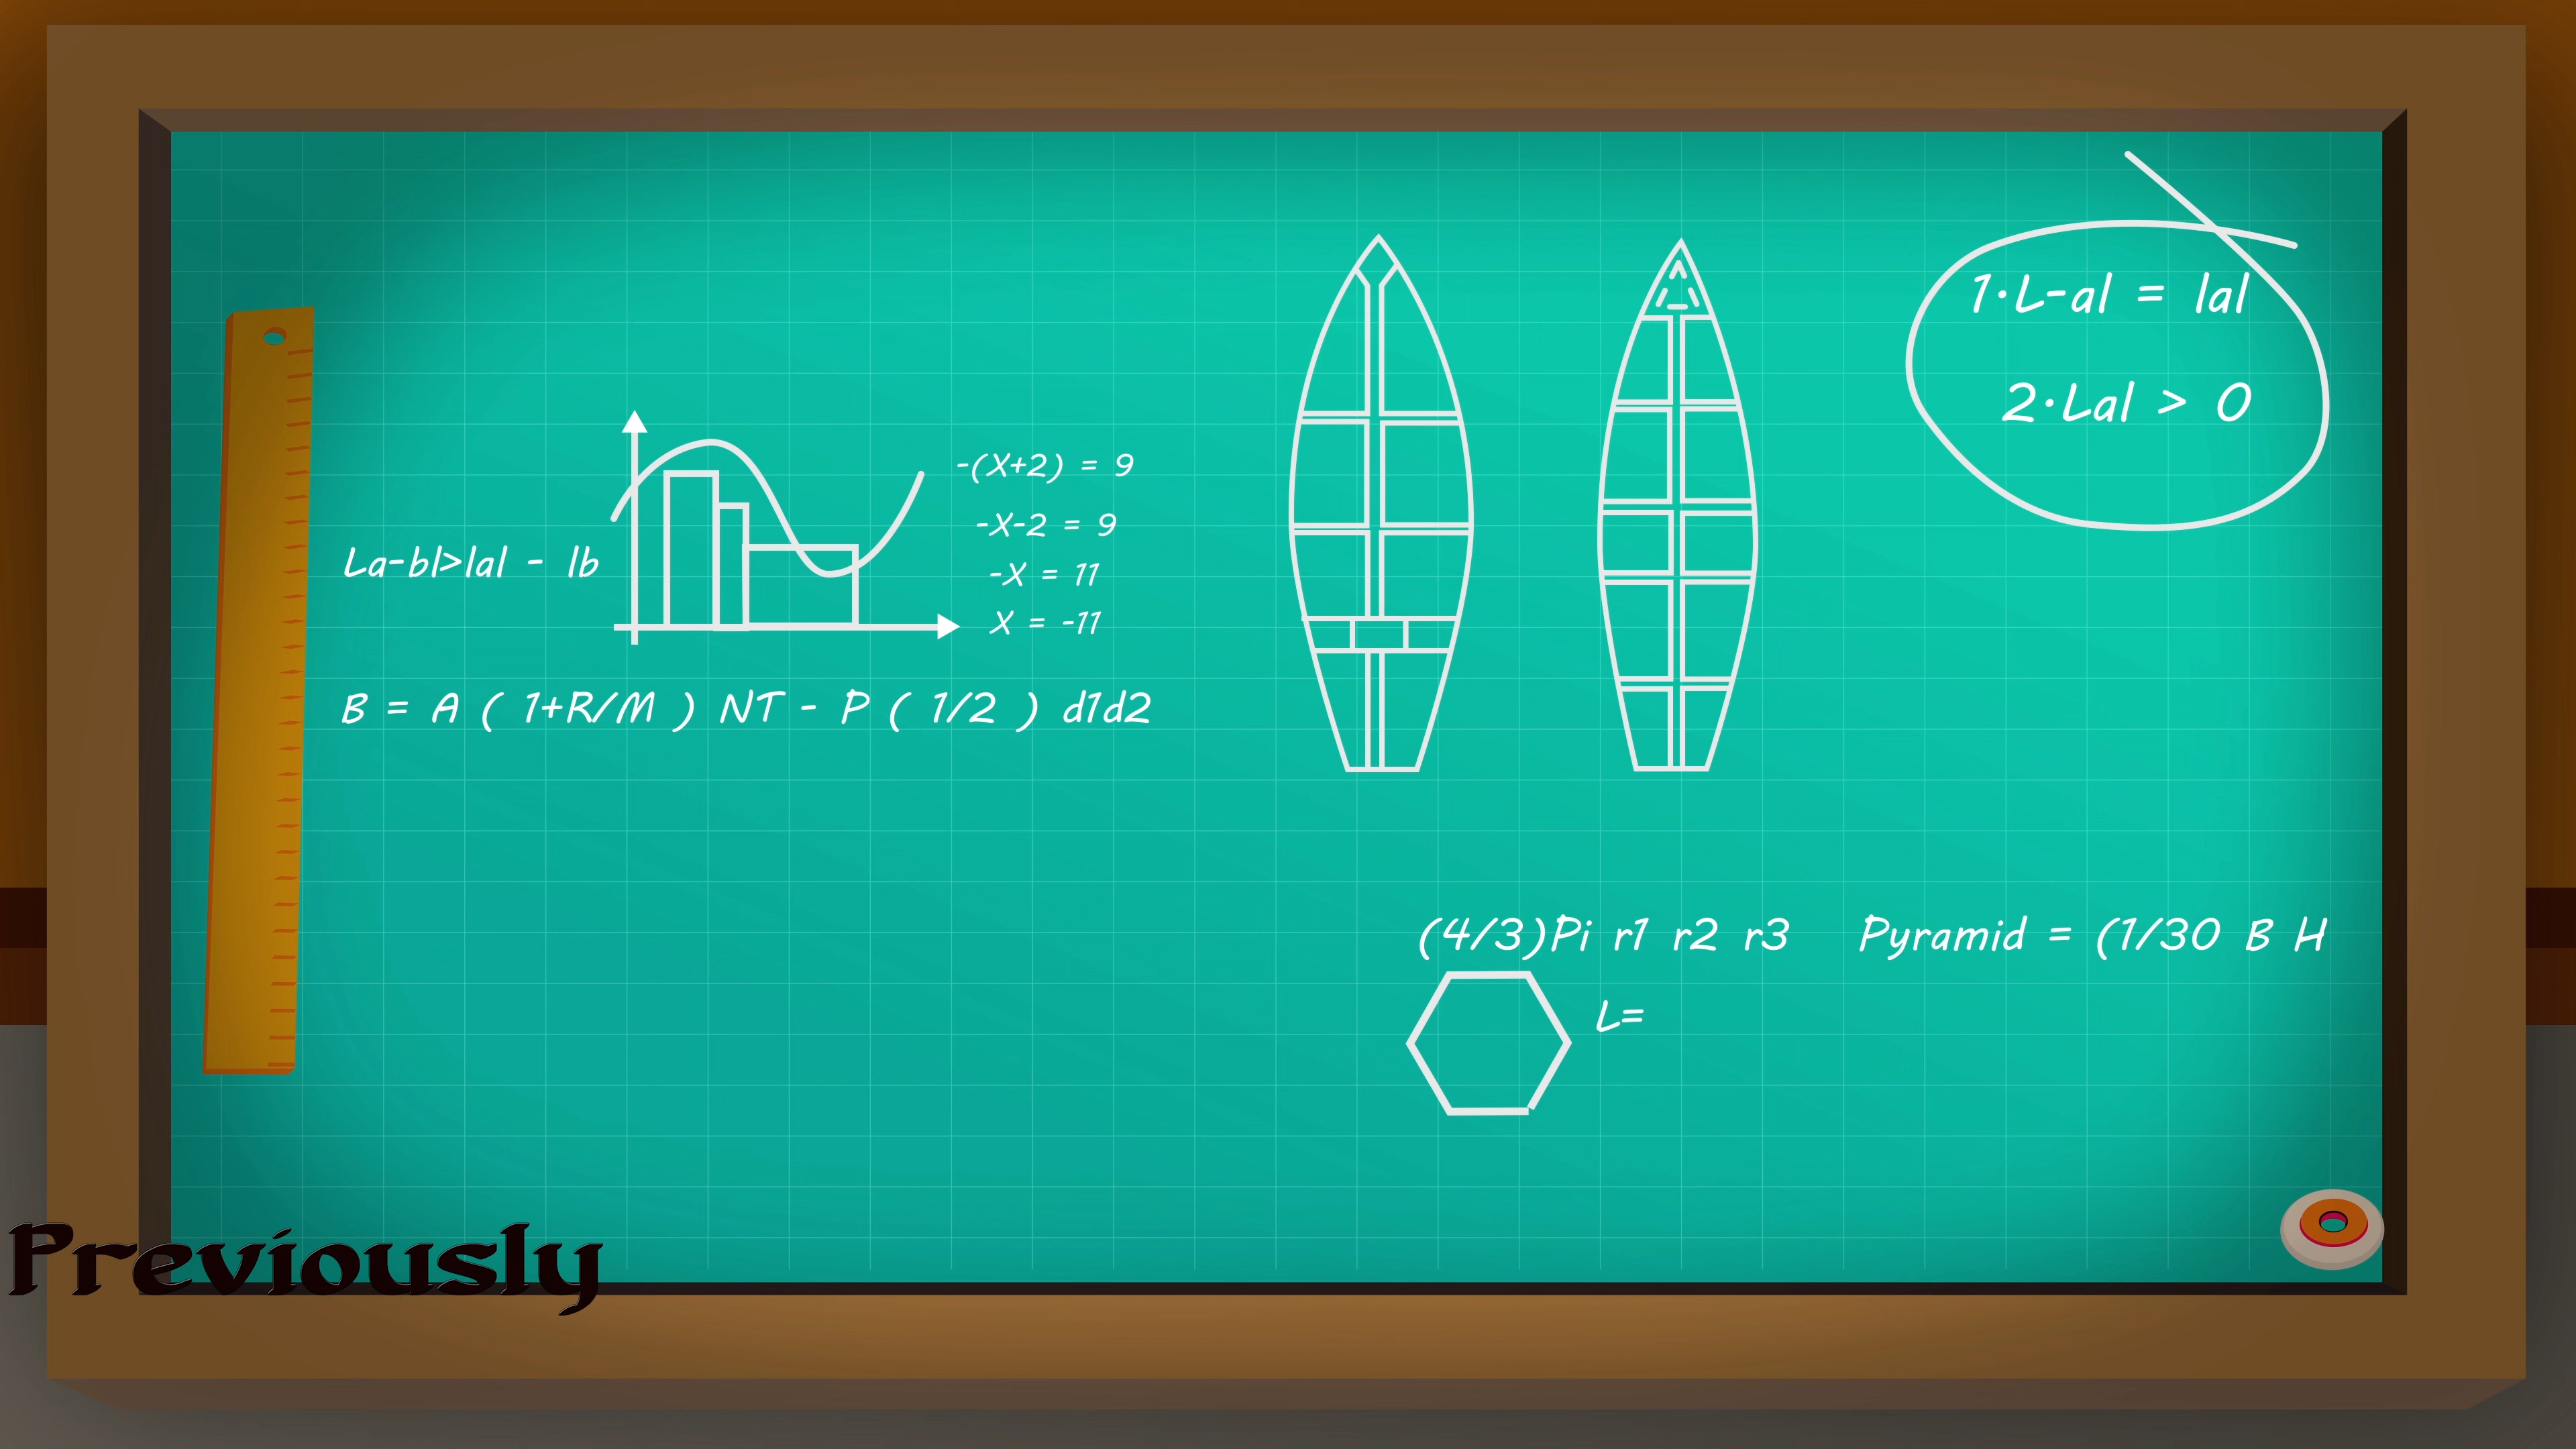 1·L-al = lal
2·Lal > 0
-(X+2) = 9
-X-2 = 9
-X = 11
X = -11
La-bl>lal - lb
B = A ( 1+R/M ) NT - P ( 1/2 ) d1d2
(4/3)Pi r1 r2 r3
Pyramid = (1/30 B H
L=
Previously